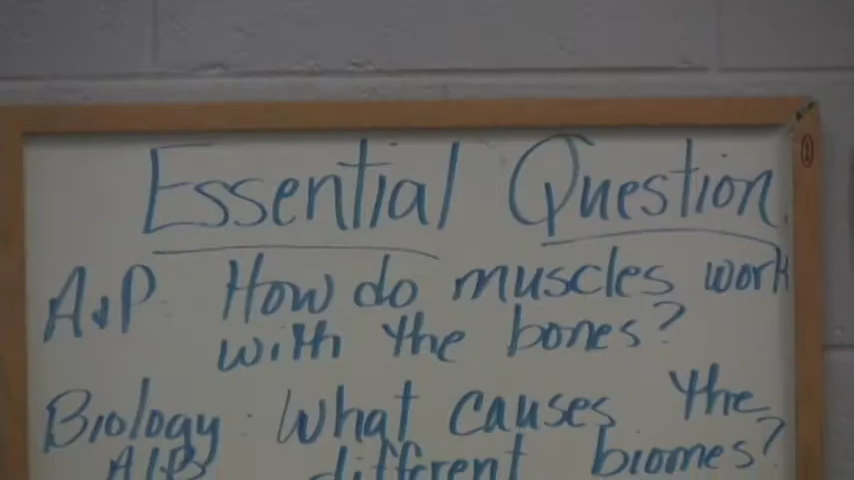 Essential Question
A&P: How do muscles work
with the bones?
Biology: What causes the
A/B different biomes?